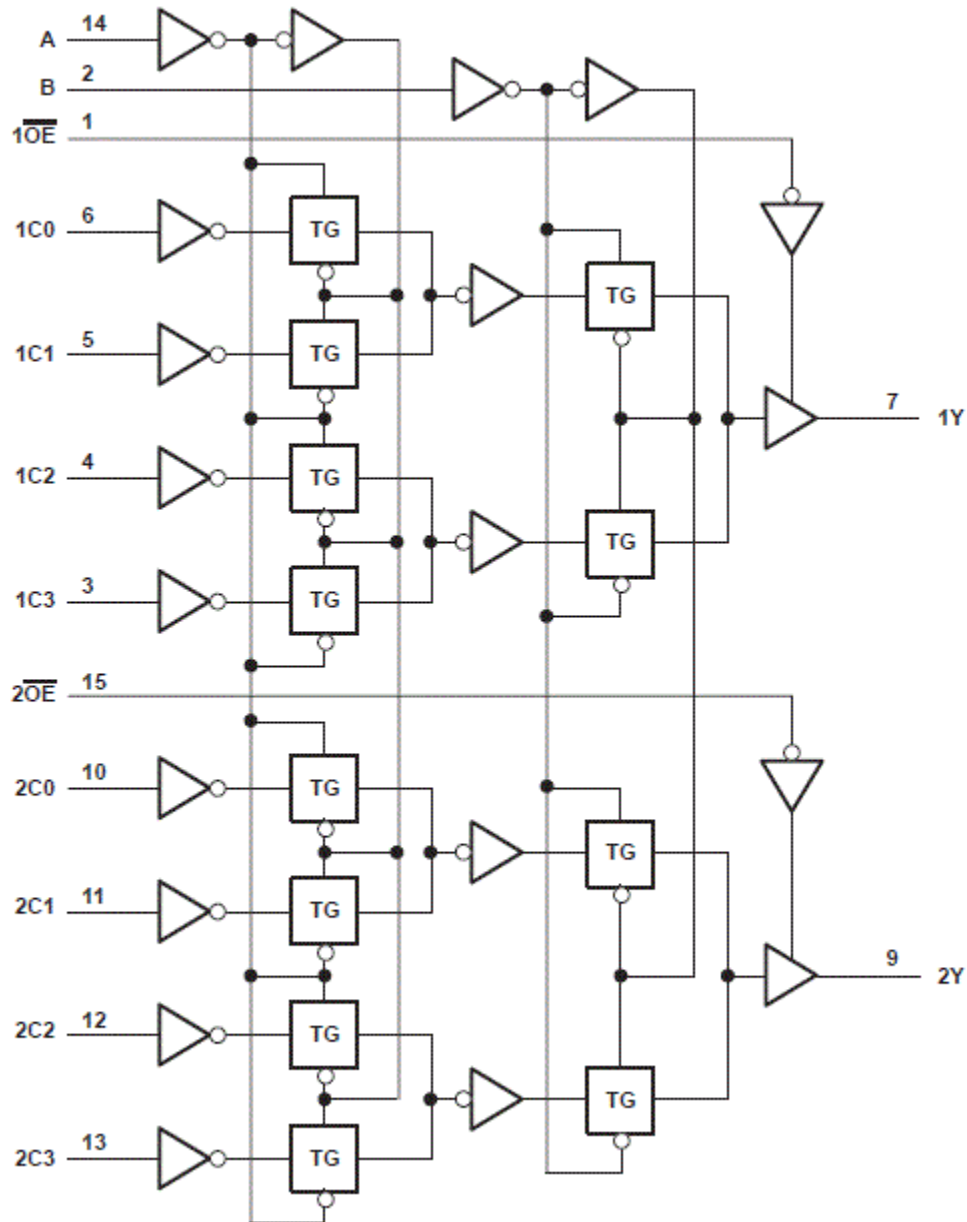 A 14
B 2
1OE 1
1C0 6 TG
TG
1C1 5 TG
7 1Y
1C2 4 TG
TG
1C3 3 TG
2OE 15
2C0 10 TG
TG
2C1 11 TG
9 2Y
2C2 12 TG
TG
2C3 13 TG